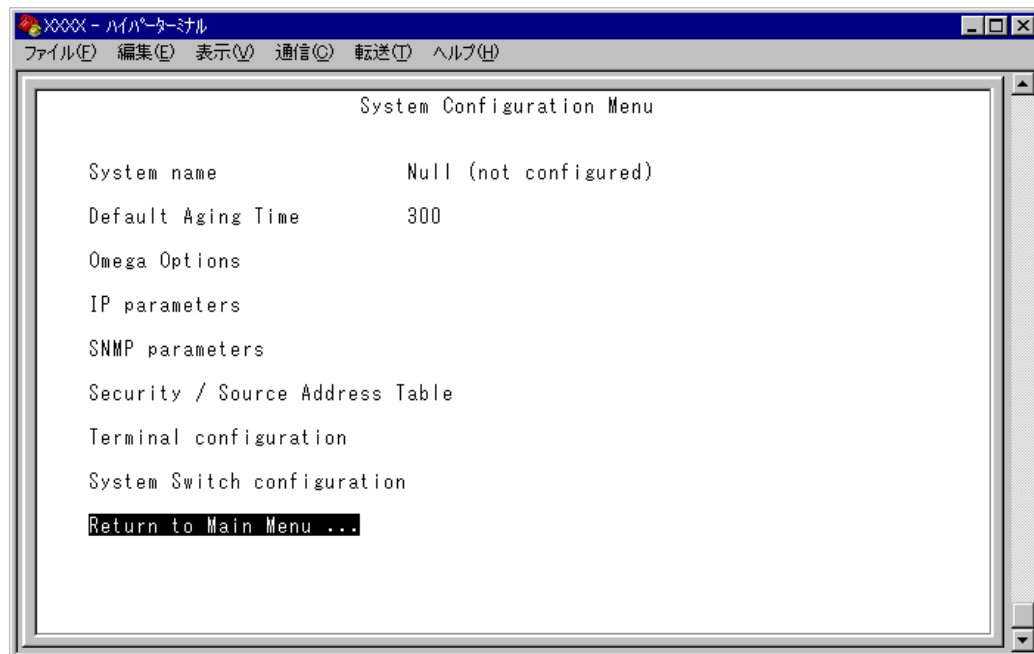 XXXX - ﾊｲﾊﾟｰﾀｰﾐﾅﾙ
ファイル(F) 編集(E) 表示(V) 通信(C) 転送(T) ヘルプ(H)
System Configuration Menu
System name Null (not configured)
Default Aging Time 300
Omega Options
IP parameters
SNMP parameters
Security / Source Address Table
Terminal configuration
System Switch configuration
Return to Main Menu ...